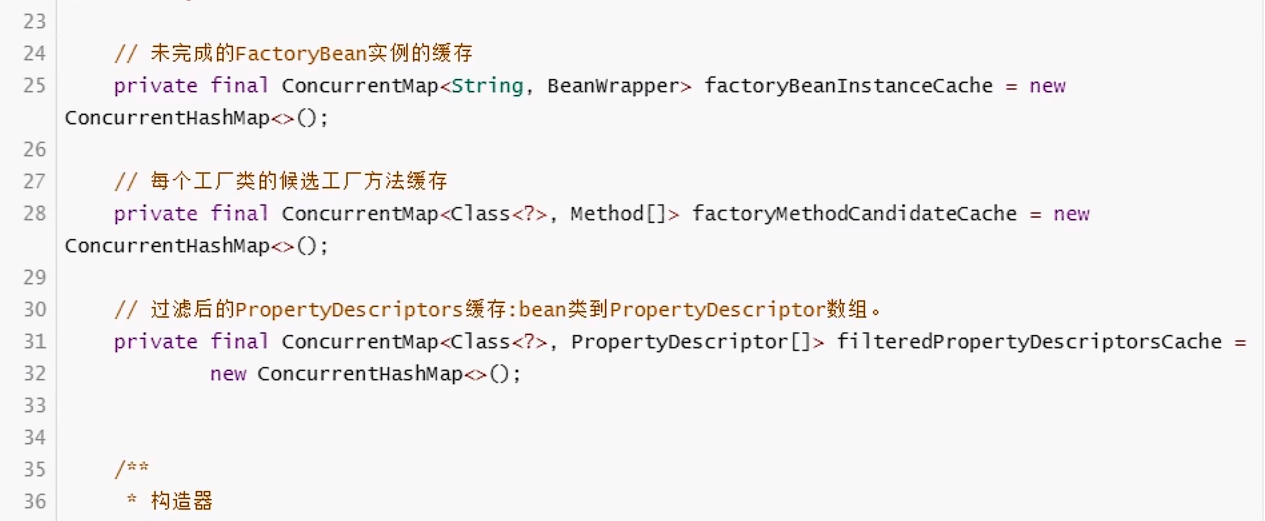 23
24 // 未完成的FactoryBean实例的缓存
25 private final ConcurrentMap<String, BeanWrapper> factoryBeanInstanceCache = new
ConcurrentHashMap<>();
26
27 // 每个工厂类的候选工厂方法缓存
28 private final ConcurrentMap<Class<?>, Method[]> factoryMethodCandidateCache = new
ConcurrentHashMap<>();
29
30 // 过滤后的PropertyDescriptors缓存:bean类到PropertyDescriptor数组。
31 private final ConcurrentMap<Class<?>, PropertyDescriptor[]> filteredPropertyDescriptorsCache =
32 new ConcurrentHashMap<>();
33
34
35 /**
36 * 构造器